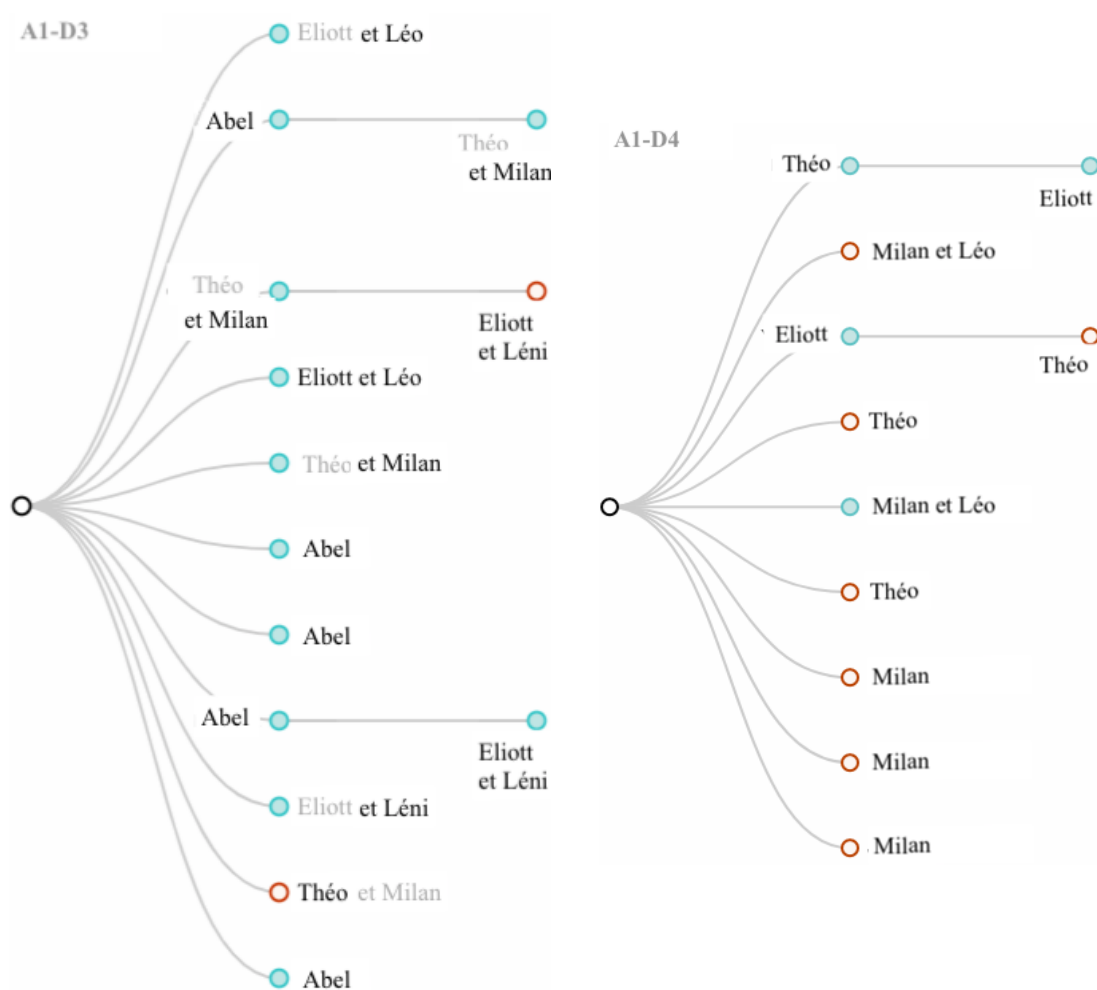 A1-D3
Eliott et Léo
Abel
Théo
et Milan
Théo
et Milan
Eliott
et Léni
Eliott et Léo
Théo et Milan
Abel
Abel
Abel
Eliott
et Léni
Eliott et Léni
Théo et Milan
Abel
A1-D4
Théo
Eliott
Milan et Léo
Eliott
Théo
Théo
Milan et Léo
Théo
Milan
Milan
Milan